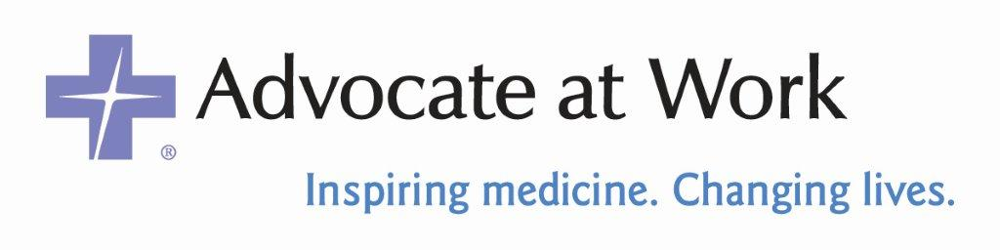 Advocate at Work
®
Inspiring medicine. Changing lives.